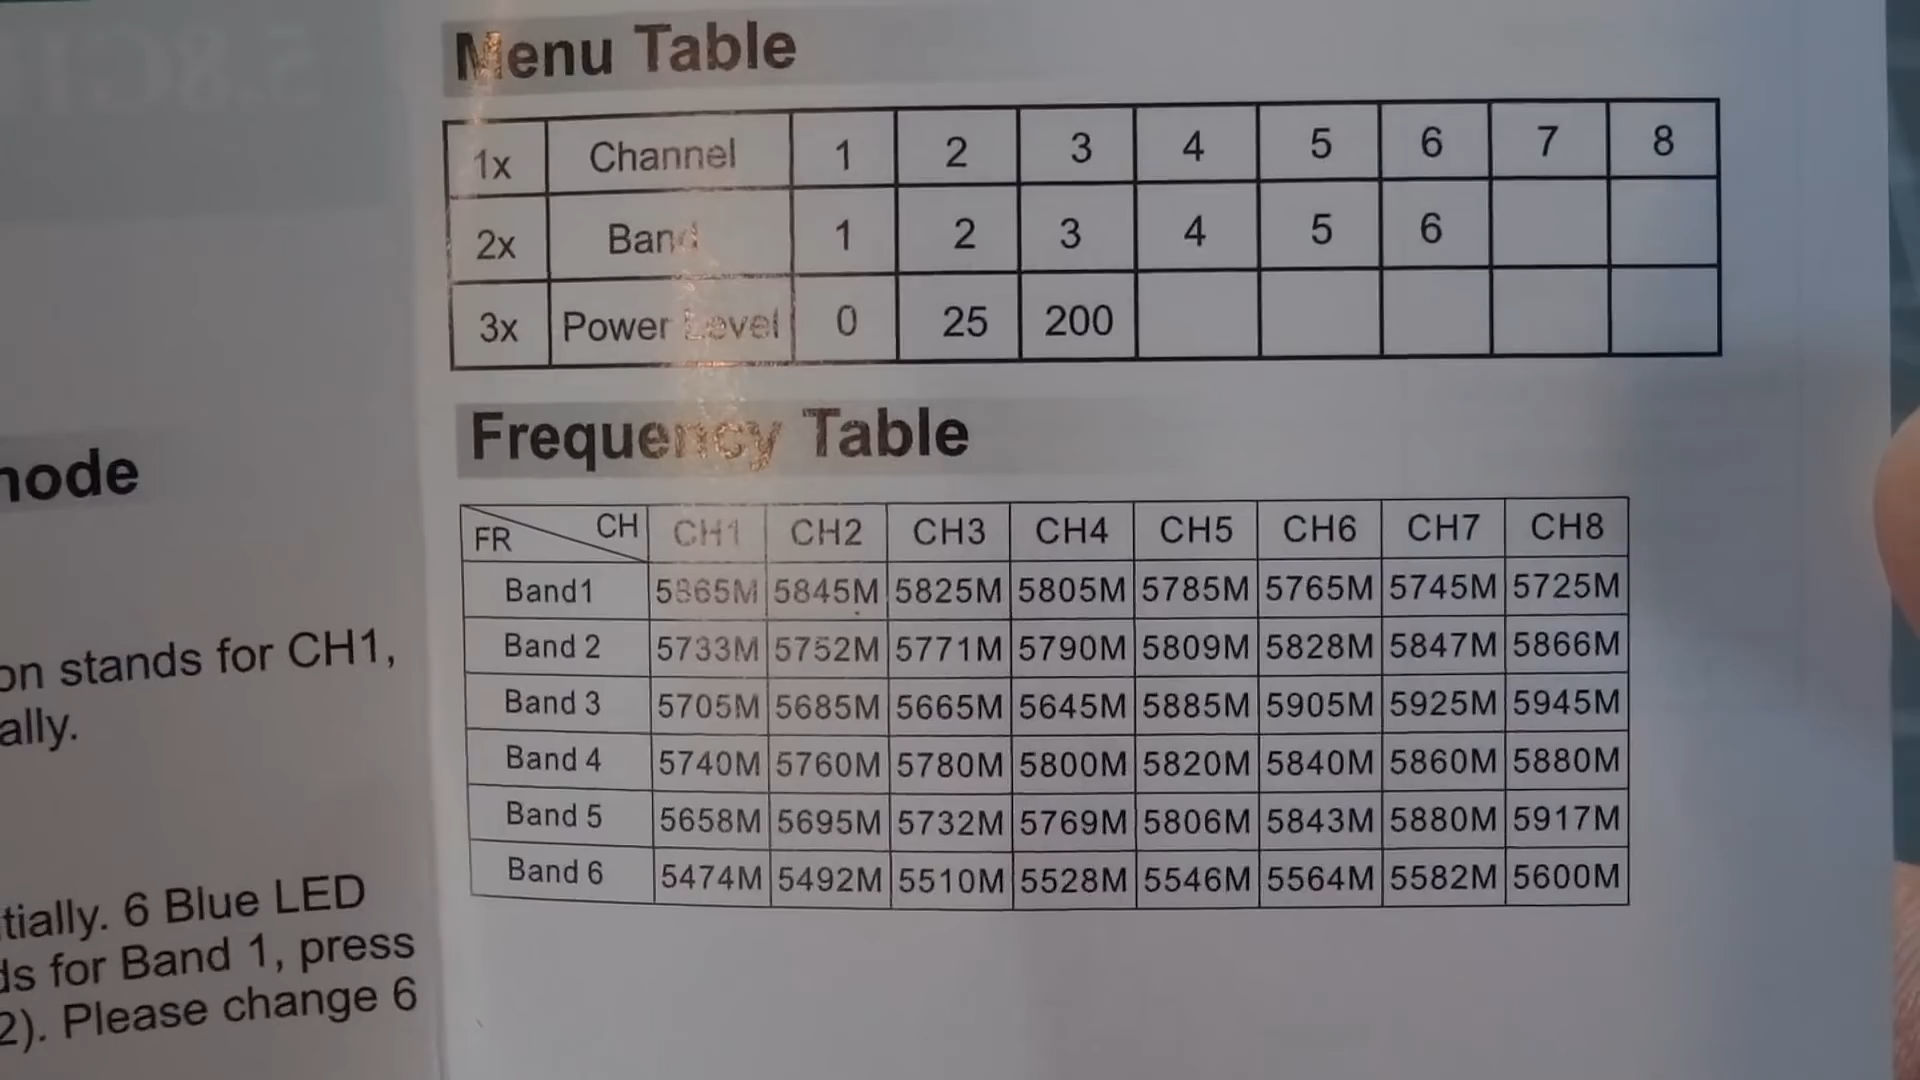 5.8GH
Menu Table
1x Channel 1 2 3 4 5 6 7 8
2x Band 1 2 3 4 5 6
3x Power Level 0 25 200
Frequency Table
FR CH CH1 CH2 CH3 CH4 CH5 CH6 CH7 CH8
Band1 5865M 5845M 5825M 5805M 5785M 5765M 5745M 5725M
Band 2 5733M 5752M 5771M 5790M 5809M 5828M 5847M 5866M
Band 3 5705M 5685M 5665M 5645M 5885M 5905M 5925M 5945M
Band 4 5740M 5760M 5780M 5800M 5820M 5840M 5860M 5880M
Band 5 5658M 5695M 5732M 5769M 5806M 5843M 5880M 5917M
Band 6 5474M 5492M 5510M 5528M 5546M 5564M 5582M 5600M
node
on stands for CH1,
ally.
tially. 6 Blue LED
ds for Band 1, press
2). Please change 6